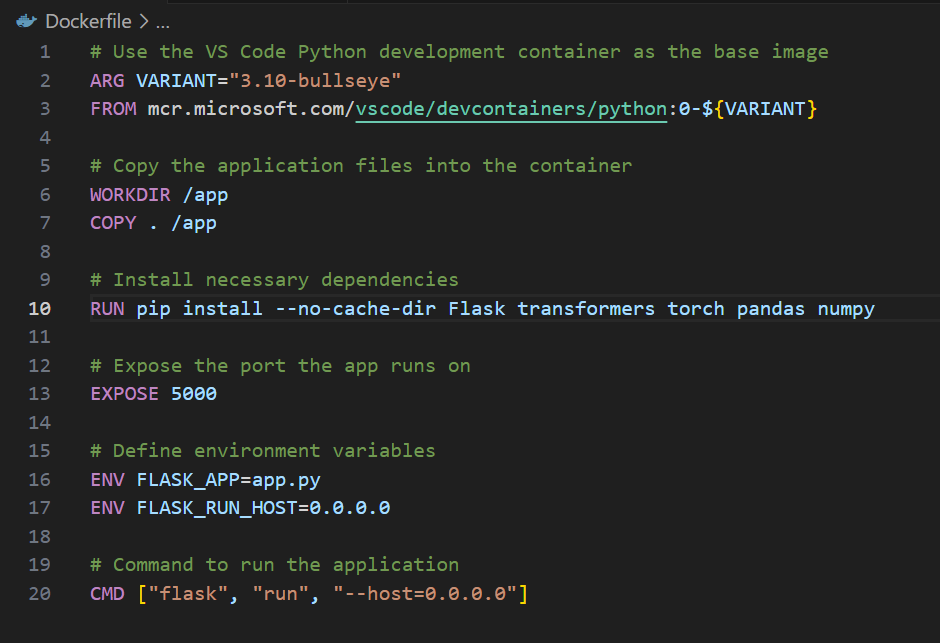 Dockerfile > ...
1 # Use the VS Code Python development container as the base image
2 ARG VARIANT="3.10-bullseye"
3 FROM mcr.microsoft.com/vscode/devcontainers/python:0-${VARIANT}
4
5 # Copy the application files into the container
6 WORKDIR /app
7 COPY . /app
8
9 # Install necessary dependencies
10 RUN pip install --no-cache-dir Flask transformers torch pandas numpy
11
12 # Expose the port the app runs on
13 EXPOSE 5000
14
15 # Define environment variables
16 ENV FLASK_APP=app.py
17 ENV FLASK_RUN_HOST=0.0.0.0
18
19 # Command to run the application
20 CMD ["flask", "run", "--host=0.0.0.0"]